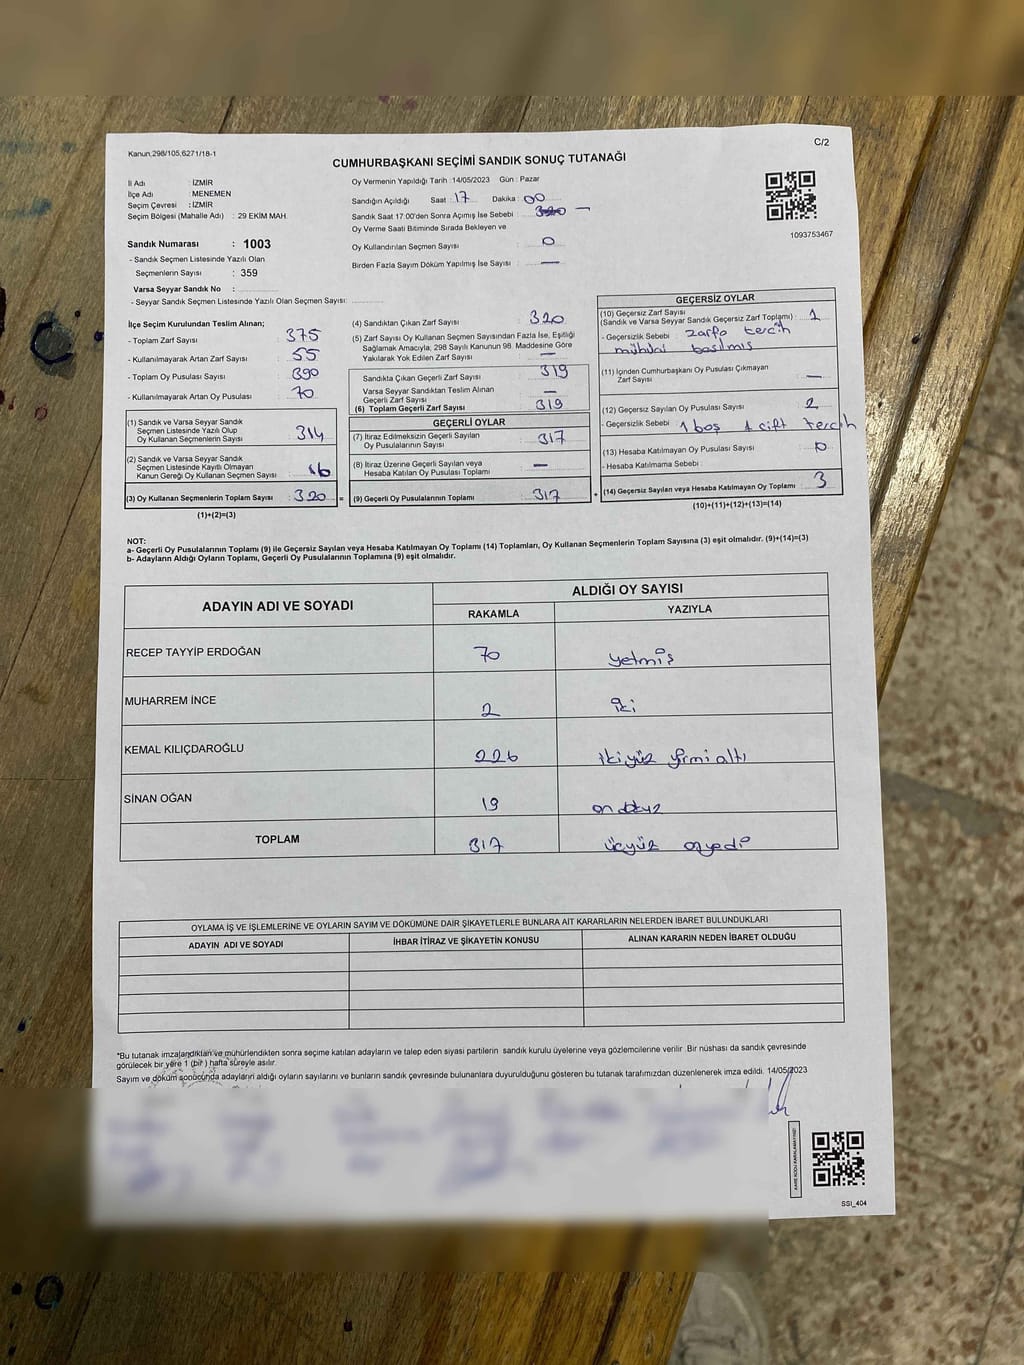 Kanun,298/105,6271/18-1
C/2
CUMHURBAŞKANI SEÇİMİ SANDIK SONUÇ TUTANAĞI
İl Adı : İZMİR
İlçe Adı : MENEMEN
Seçim Çevresi : İZMİR
Seçim Bölgesi (Mahalle Adı) : 29 EKİM MAH.
Sandık Numarası : 1003
- Sandık Seçmen Listesinde Yazılı Olan
Seçmenlerin Sayısı : 359
Varsa Seyyar Sandık No :
- Seyyar Sandık Seçmen Listesinde Yazılı Olan Seçmen Sayısı:
Oy Vermenin Yapıldığı Tarih :14/05/2023 Gün : Pazar
Sandığın Açıldığı Saat : 17 Dakika : 00
Sandık Saat 17.00'den Sonra Açımış İse Sebebi : —
Oy Verme Saati Bitiminde Sırada Bekleyen ve
Oy Kullandırılan Seçmen Sayısı : 0
Birden Fazla Sayım Döküm Yapılmış İse Sayısı : —
1093753467
İlçe Seçim Kurulundan Teslim Alınan;
- Toplam Zarf Sayısı : 375
- Kullanılmayarak Artan Zarf Sayısı : 55
- Toplam Oy Pusulası Sayısı : 390
- Kullanılmayarak Artan Oy Pusulası : 70
(1) Sandık ve Varsa Seyyar Sandık
Seçmen Listesinde Yazılı Olup
Oy Kullanan Seçmenlerin Sayısı : 314
(2) Sandık ve Varsa Seyyar Sandık
Seçmen Listesinde Kayıtlı Olmayan
Kanun Gereği Oy Kullanan Seçmen Sayısı : 16
(3) Oy Kullanan Seçmenlerin Toplam Sayısı : 320 =
(1)+(2)=(3)
(4) Sandıktan Çıkan Zarf Sayısı : 320
(5) Zarf Sayısı Oy Kullanan Seçmen Sayısından Fazla İse, Eşitliği
Sağlamak Amacıyla; 298 Sayılı Kanunun 98. Maddesine Göre
Yakılarak Yok Edilen Zarf Sayısı : —
Sandıkta Çıkan Geçerli Zarf Sayısı : 319
Varsa Seyyar Sandıktan Teslim Alınan
Geçerli Zarf Sayısı : —
(6) Toplam Geçerli Zarf Sayısı : 319
GEÇERLİ OYLAR
(7) İtiraz Edilmeksizin Geçerli Sayılan
Oy Pusulalarının Sayısı : 317
(8) İtiraz Üzerine Geçerli Sayılan veya
Hesaba Katılan Oy Pusulası Toplamı : —
(9) Geçerli Oy Pusulalarının Toplamı : 317 +
GEÇERSİZ OYLAR
(10) Geçersiz Zarf Sayısı
(Sandık ve Varsa Seyyar Sandık Geçersiz Zarf Toplamı) : 1
- Geçersizlik Sebebi : zarfa tercih
mühürü basılmış
(11) İçinden Cumhurbaşkanı Oy Pusulası Çıkmayan
Zarf Sayısı : —
(12) Geçersiz Sayılan Oy Pusulası Sayısı : 2
- Geçersizlik Sebebi : 1 boş 1 çift tercih
(13) Hesaba Katılmayan Oy Pusulası Sayısı : 0
- Hesaba Katılmama Sebebi :
(14) Geçersiz Sayılan veya Hesaba Katılmayan Oy Toplamı : 3
(10)+(11)+(12)+(13)=(14)
NOT:
a- Geçerli Oy Pusulalarının Toplamı (9) ile Geçersiz Sayılan veya Hesaba Katılmayan Oy Toplamı (14) Toplamları, Oy Kullanan Seçmenlerin Toplam Sayısına (3) eşit olmalıdır. (9)+(14)=(3)
b- Adayların Aldığı Oyların Toplamı, Geçerli Oy Pusulalarının Toplamına (9) eşit olmalıdır.
ADAYIN ADI VE SOYADI
ALDIĞI OY SAYISI
RAKAMLA YAZIYLA
RECEP TAYYİP ERDOĞAN 70 yetmiş
MUHARREM İNCE 2 iki
KEMAL KILIÇDAROĞLU 226 ikiyüz yirmi altı
SİNAN OĞAN 19 on dokuz
TOPLAM 317 üçyüz onyedi
OYLAMA İŞ VE İŞLEMLERİNE VE OYLARIN SAYIM VE DÖKÜMÜNE DAİR ŞİKAYETLERLE BUNLARA AİT KARARLARIN NELERDEN İBARET BULUNDUKLARI
ADAYIN ADI VE SOYADI İHBAR İTİRAZ VE ŞİKAYETİN KONUSU ALINAN KARARIN NEDEN İBARET OLDUĞU
*Bu tutanak imzalandıktan ve mühürlendikten sonra seçime katılan adayların ve talep eden siyasi partilerin sandık kurulu üyelerine veya gözlemcilerine verilir. Bir nüshası da sandık çevresinde
görülecek bir yere 1 (bir) hafta süreyle asılır.
Sayım ve döküm sonucunda adayların aldığı oyların sayılarını ve bunların sandık çevresinde bulunanlara duyurulduğunu gösteren bu tutanak tarafımızdan düzenlenerek imza edildi. 14/05/2023
SSI_404